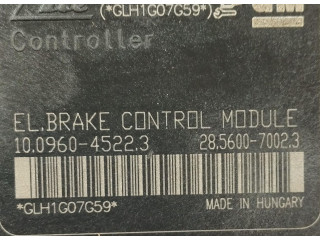 (*GLH1G07G59*)
Controller
EL.BRAKE CONTROL MODULE
10.0960-4522.3 28.5600-7002.3
*GLH1G07G59* MADE IN HUNGARY